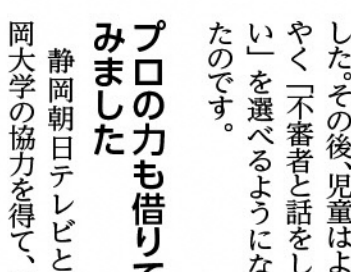 した。その後、児童はよ
やく「不審者と話をし
い」を選べるようにな
たのです。
プロの力も借りて
みました
静岡朝日テレビと
岡大学の協力を得て、